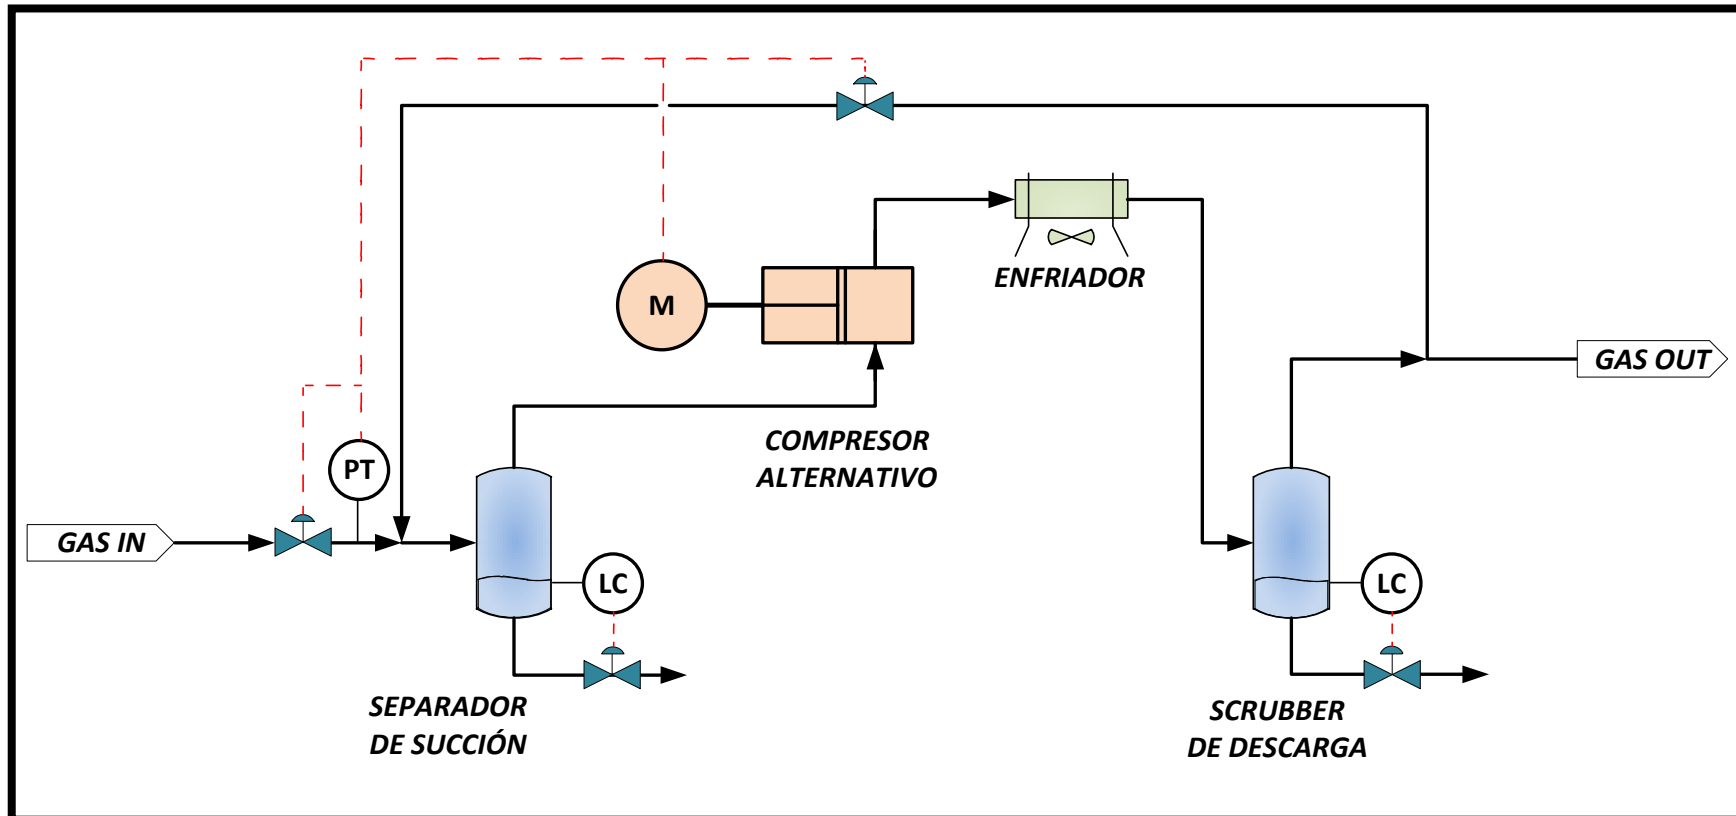 M
ENFRIADOR
GAS OUT
COMPRESOR
ALTERNATIVO
PT
GAS IN
LC
LC
SEPARADOR
DE SUCCIÓN
SCRUBBER
DE DESCARGA